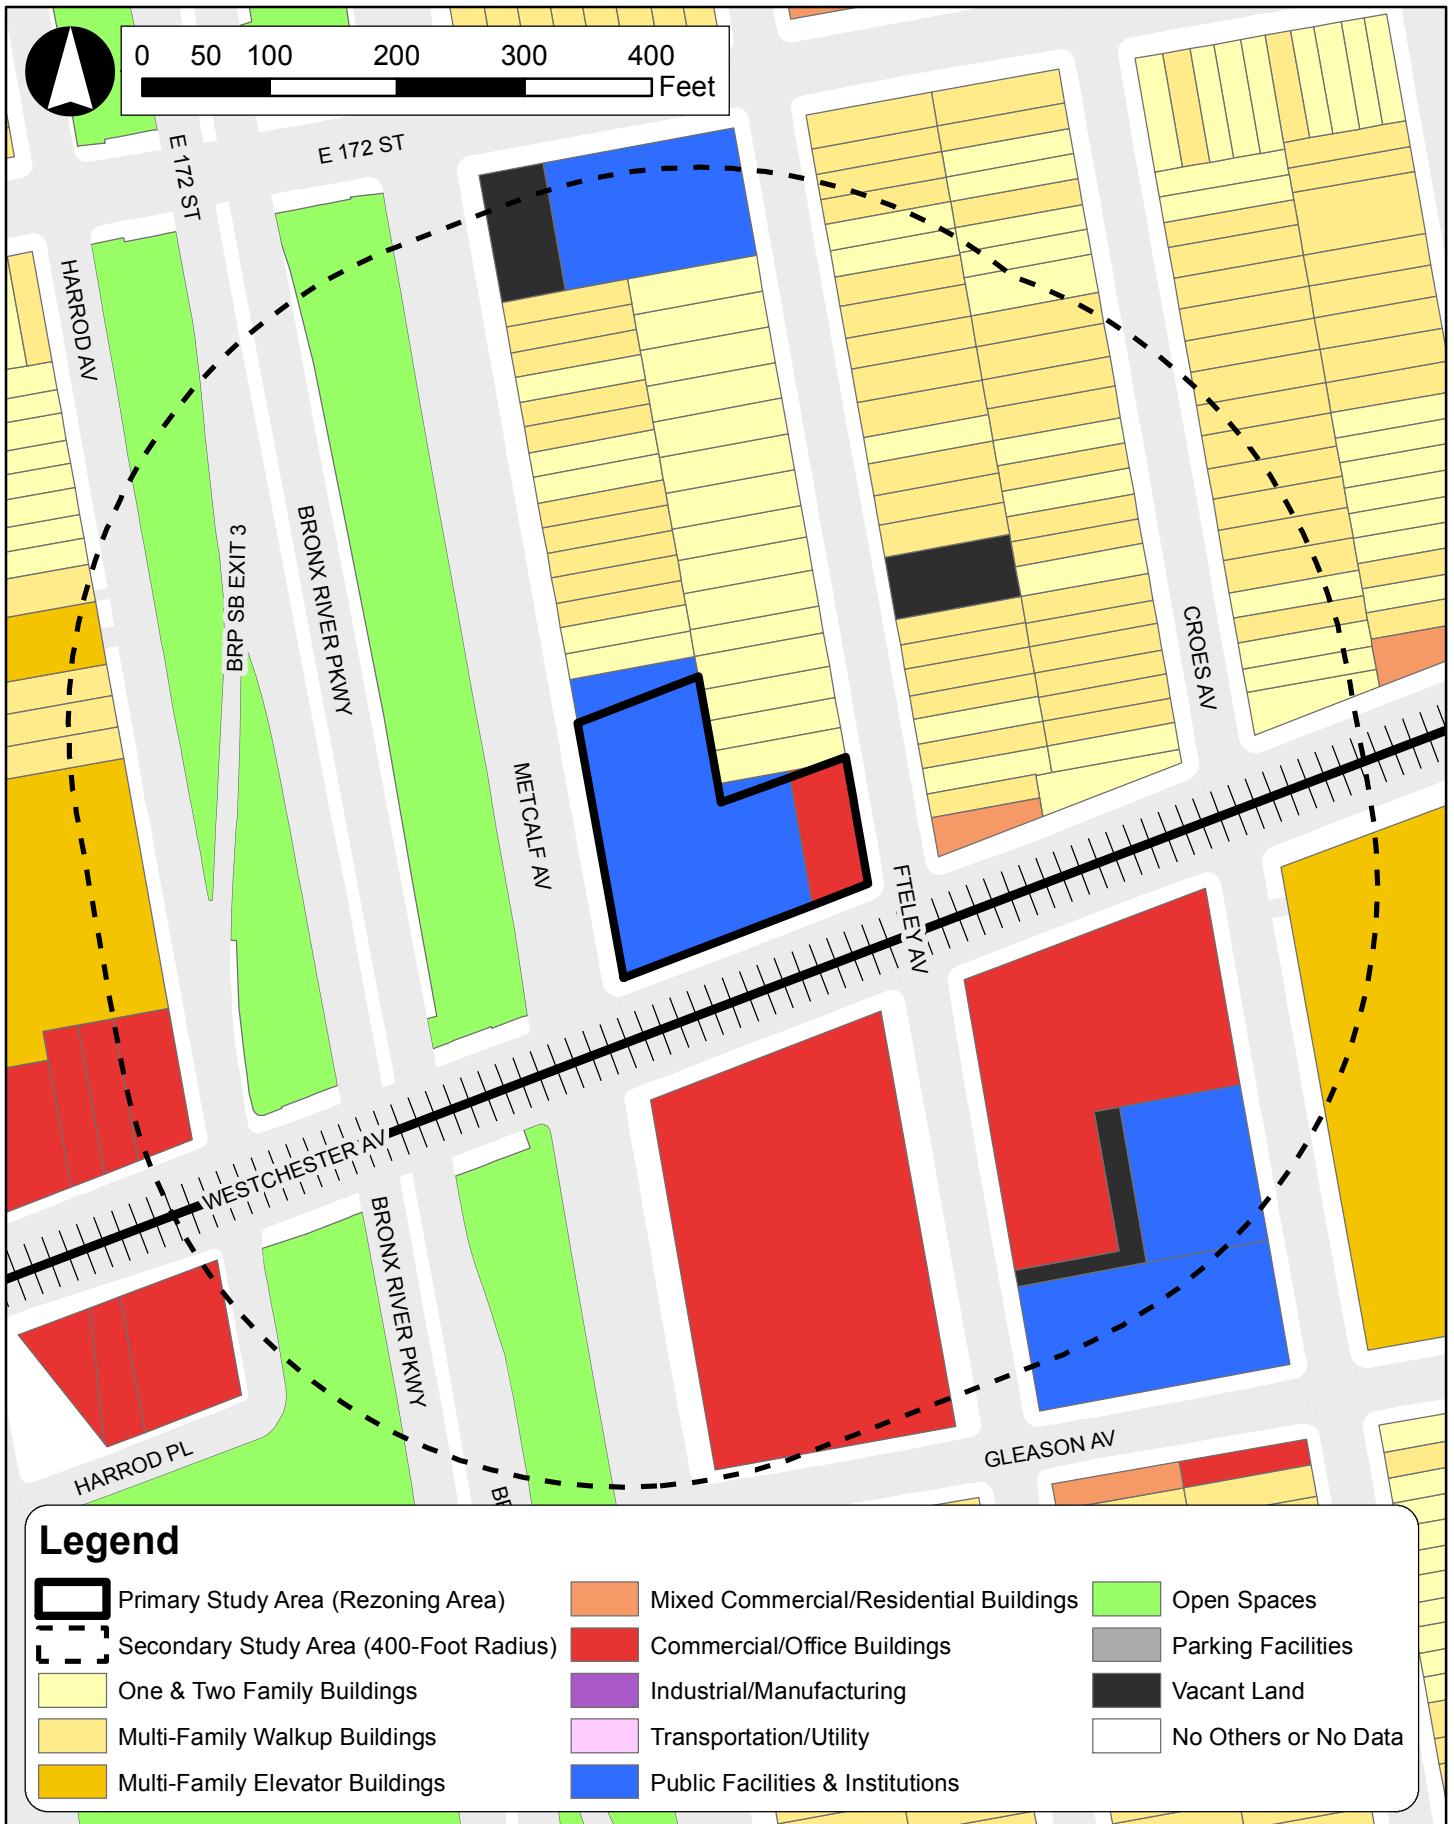 0 50 100 200 300 400
Feet
E 172 ST
E 172 ST
HARROD AV
BRONX RIVER PKWY
BRP SB EXIT 3
METCALF AV
CROES AV
FTELEY AV
WESTCHESTER AV
BRONX RIVER PKWY
HARROD PL
GLEASON AV
Legend
Primary Study Area (Rezoning Area)
Secondary Study Area (400-Foot Radius)
One & Two Family Buildings
Multi-Family Walkup Buildings
Multi-Family Elevator Buildings
Mixed Commercial/Residential Buildings
Commercial/Office Buildings
Industrial/Manufacturing
Transportation/Utility
Public Facilities & Institutions
Open Spaces
Parking Facilities
Vacant Land
No Others or No Data